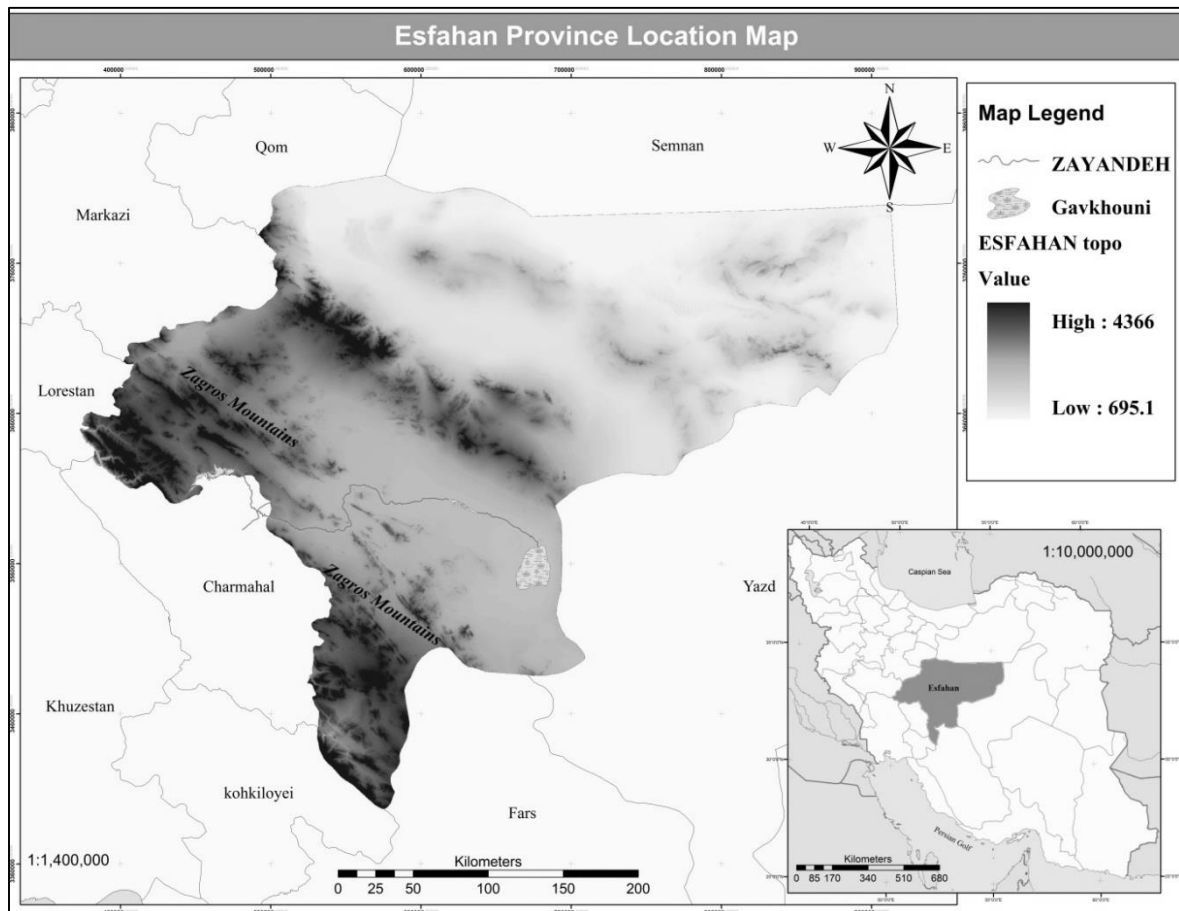 Esfahan Province Location Map
400000 500000 600000 700000 800000 900000
N
W E
S
Map Legend
ZAYANDEH
Gavkhouni
ESFAHAN topo
Value
High : 4366
Low : 695.1
Qom
Semnan
Markazi
Lorestan
Zagros Mountains
Zagros Mountains
Charmahal
Yazd
Khuzestan
kohkiloyei
Fars
1:1,400,000
Kilometers
0 25 50 100 150 200
1:10,000,000
Caspian Sea
Esfahan
Persian Golf
Kilometers
0 85 170 340 510 680